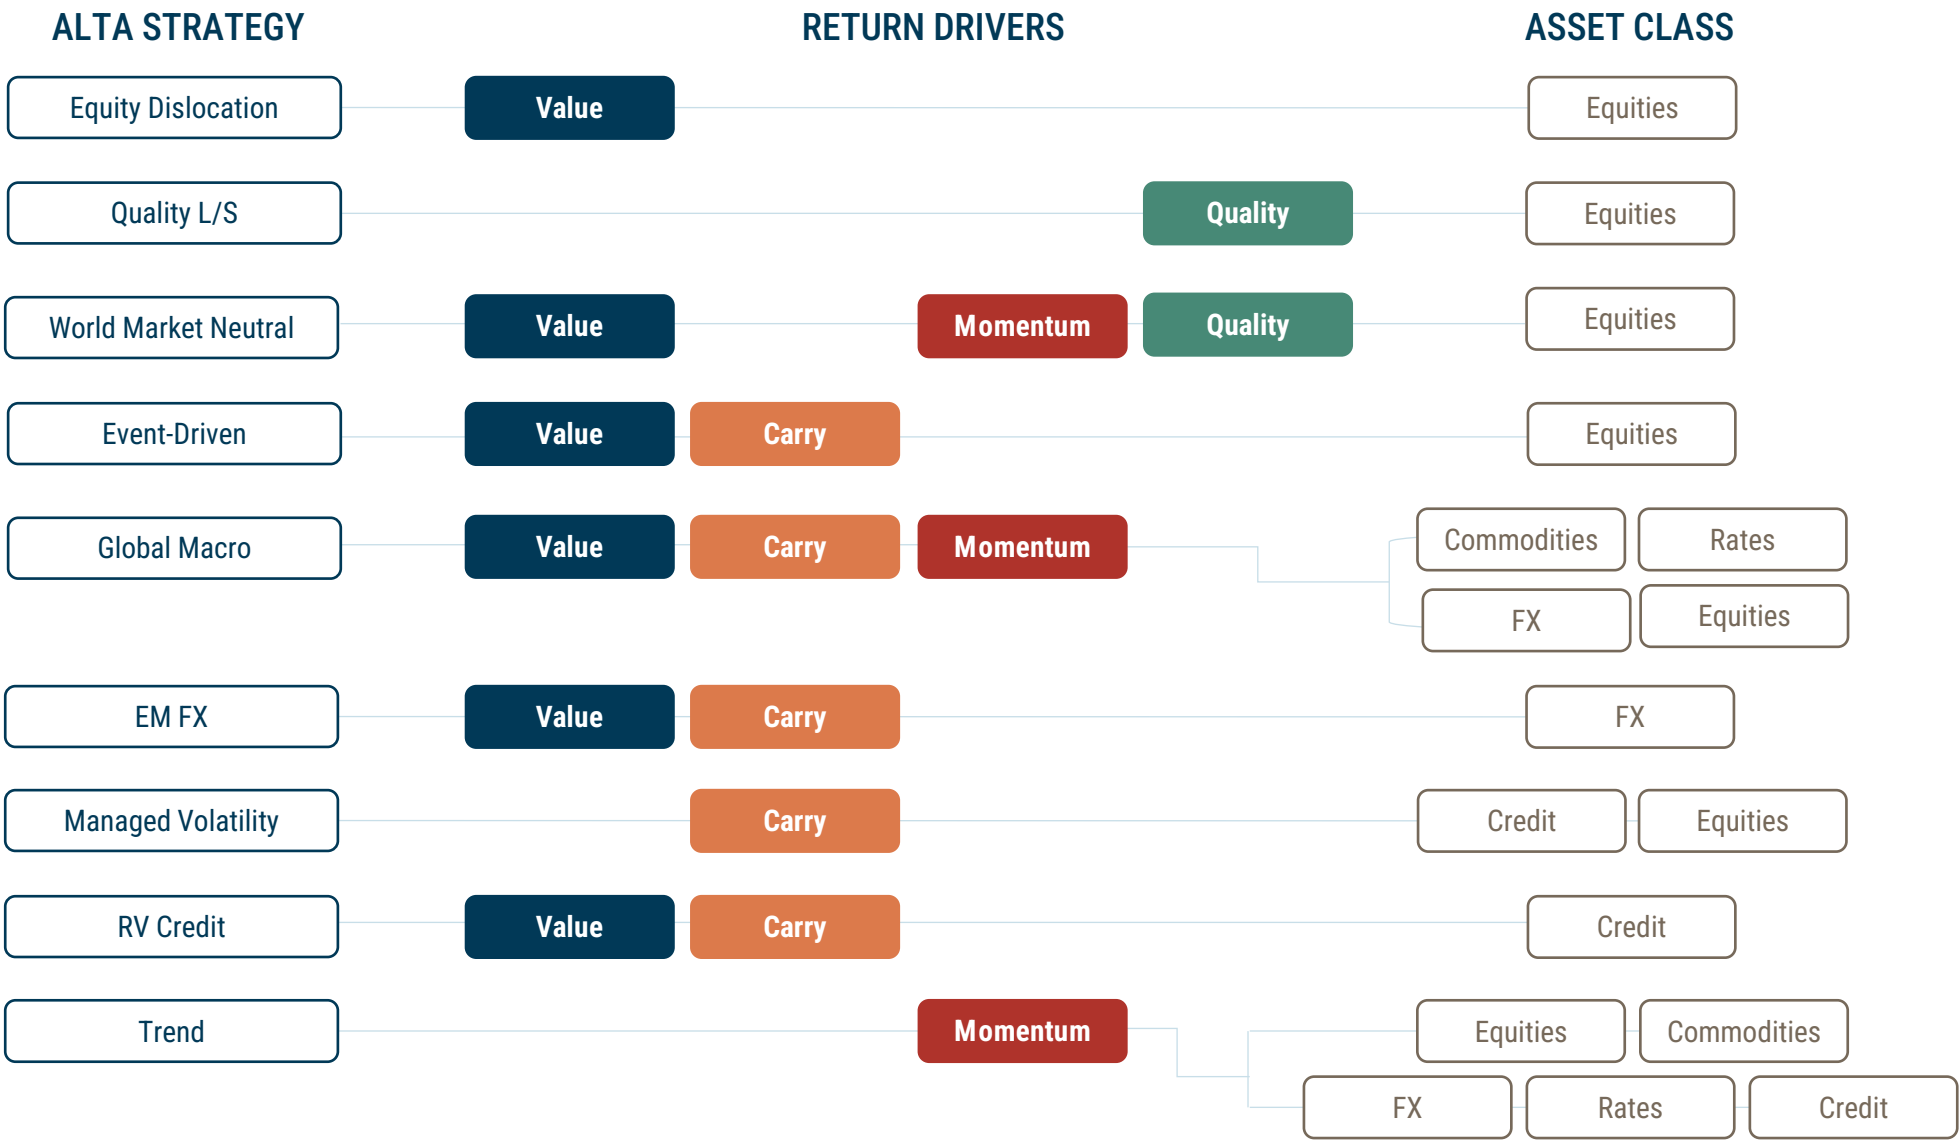 ALTA STRATEGY RETURN DRIVERS ASSET CLASS
Equity Dislocation Value Equities
Quality L/S Quality Equities
World Market Neutral Value Momentum Quality Equities
Event-Driven Value Carry Equities
Global Macro Value Carry Momentum Commodities Rates
FX Equities
EM FX Value Carry FX
Managed Volatility Carry Credit Equities
RV Credit Value Carry Credit
Trend Momentum Equities Commodities
FX Rates Credit